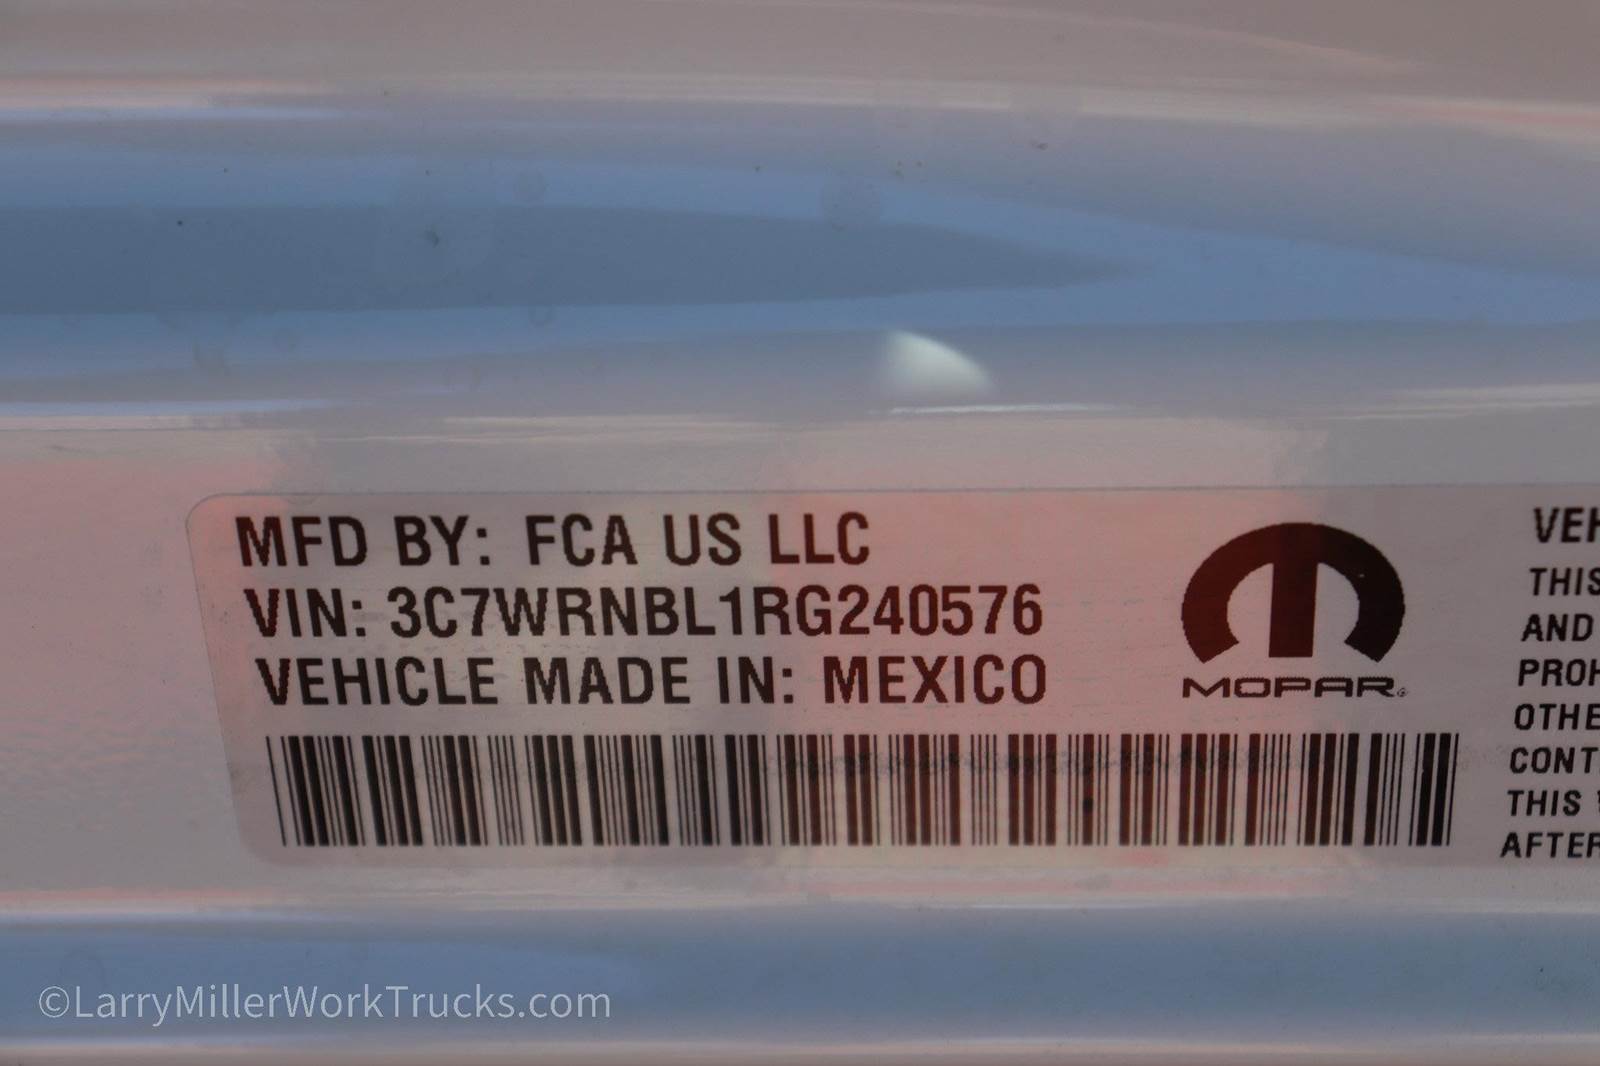 MFD BY: FCA US LLC
VIN: 3C7WRNBL1RG240576
VEHICLE MADE IN: MEXICO
MOPAR
VEH
THIS
AND
PROH
OTHE
CONT
THIS
AFTER
©LarryMillerWorkTrucks.com